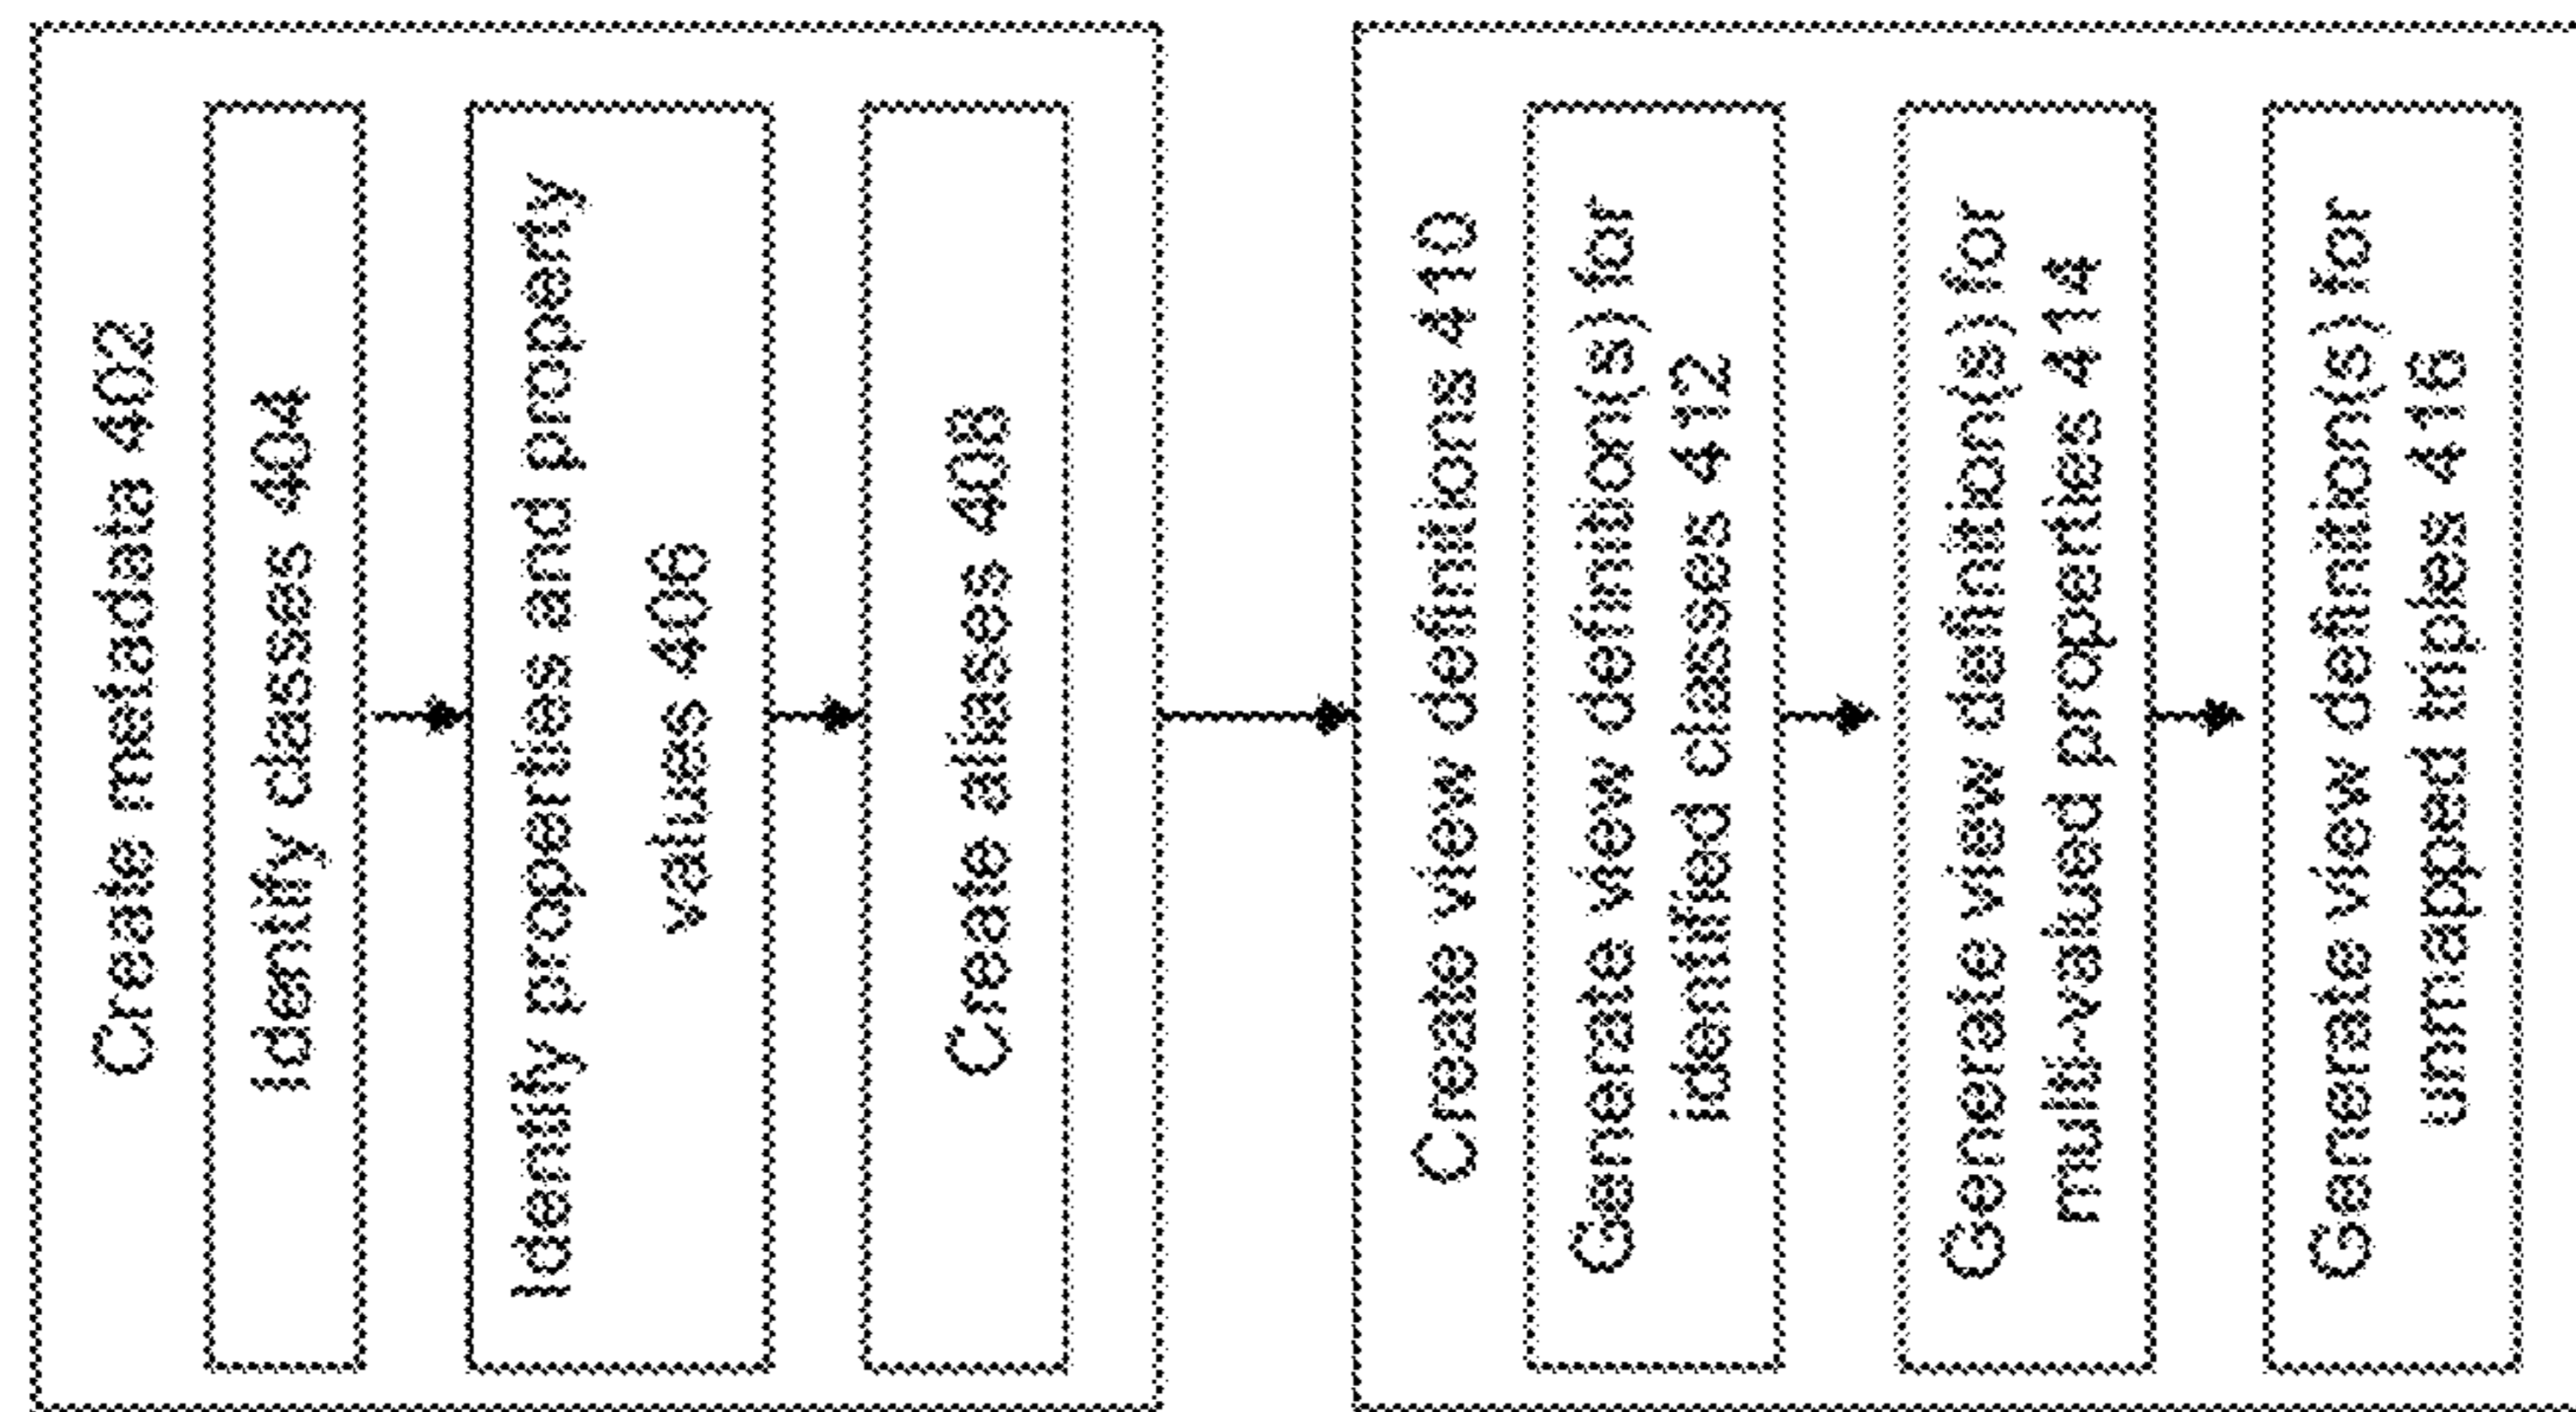 Create metadata 402
Identify classes 404
Identify properties and property
values 406
Create aliases 408
Create view definitions 410
Generate view definition(s) for
identified classes 412
Generate view definition(s) for
multi-valued properties 414
Generate view definition(s) for
unmapped triples 416